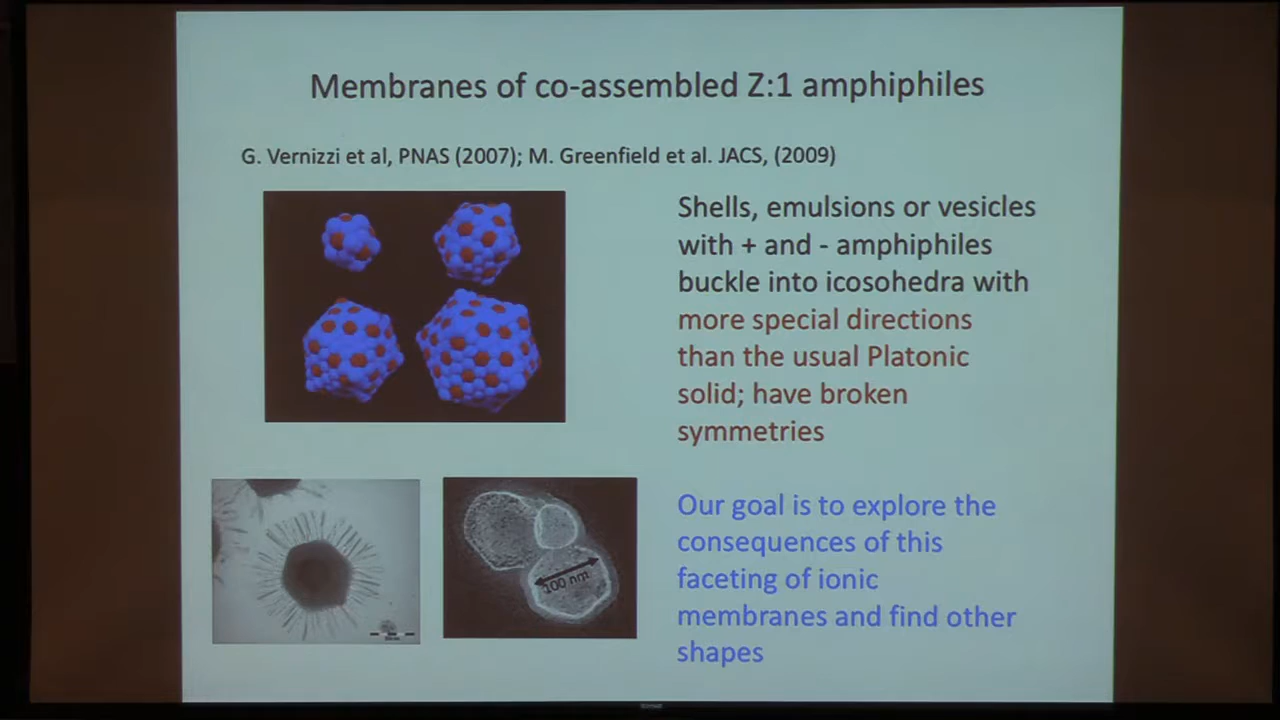 Membranes of co-assembled Z:1 amphiphiles
G. Vernizzi et al, PNAS (2007); M. Greenfield et al. JACS, (2009)
Shells, emulsions or vesicles
with + and - amphiphiles
buckle into icosohedra with
more special directions
than the usual Platonic
solid; have broken
symmetries
100 nm
Our goal is to explore the
consequences of this
faceting of ionic
membranes and find other
shapes